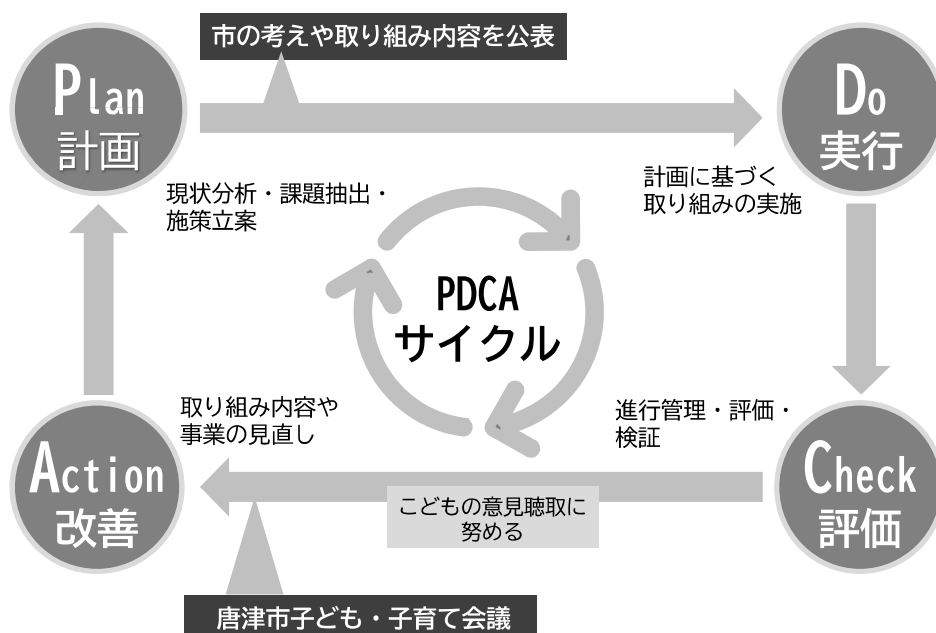 市の考えや取り組み内容を公表
Plan
計画
Do
実行
現状分析・課題抽出・
施策立案
計画に基づく
取り組みの実施
PDCA
サイクル
取り組み内容や
事業の見直し
進行管理・評価・
検証
Action
改善
Check
評価
こどもの意見聴取に
努める
唐津市子ども・子育て会議